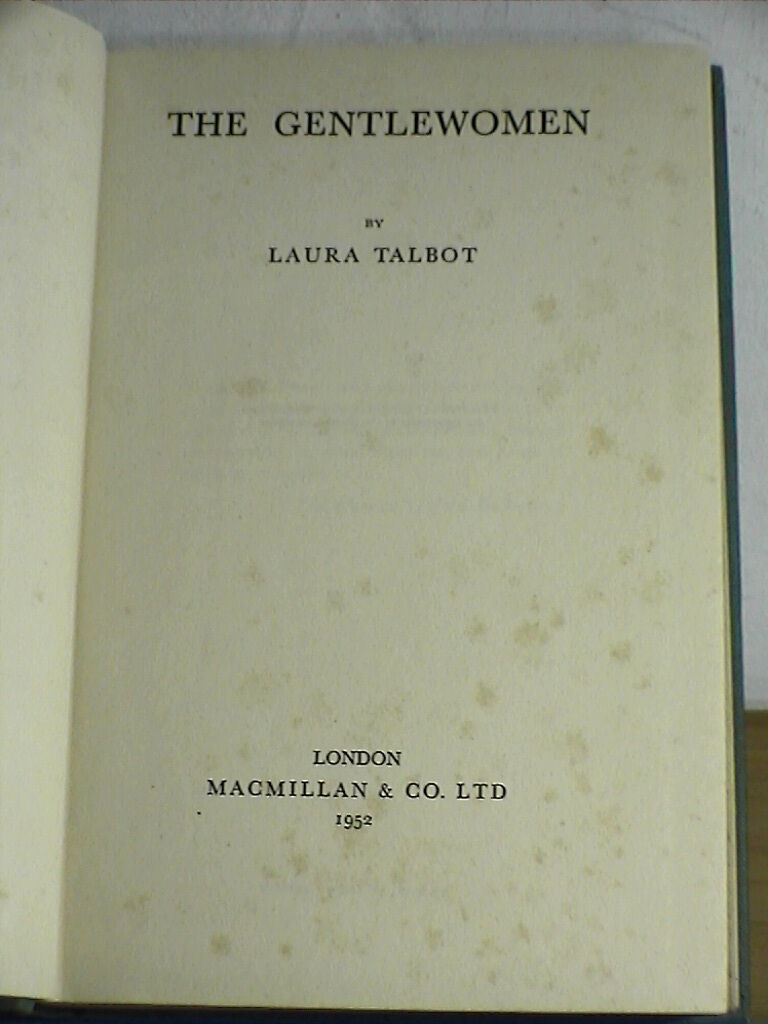 THE GENTLEWOMEN
BY
LAURA TALBOT
LONDON
MACMILLAN & CO. LTD
1952